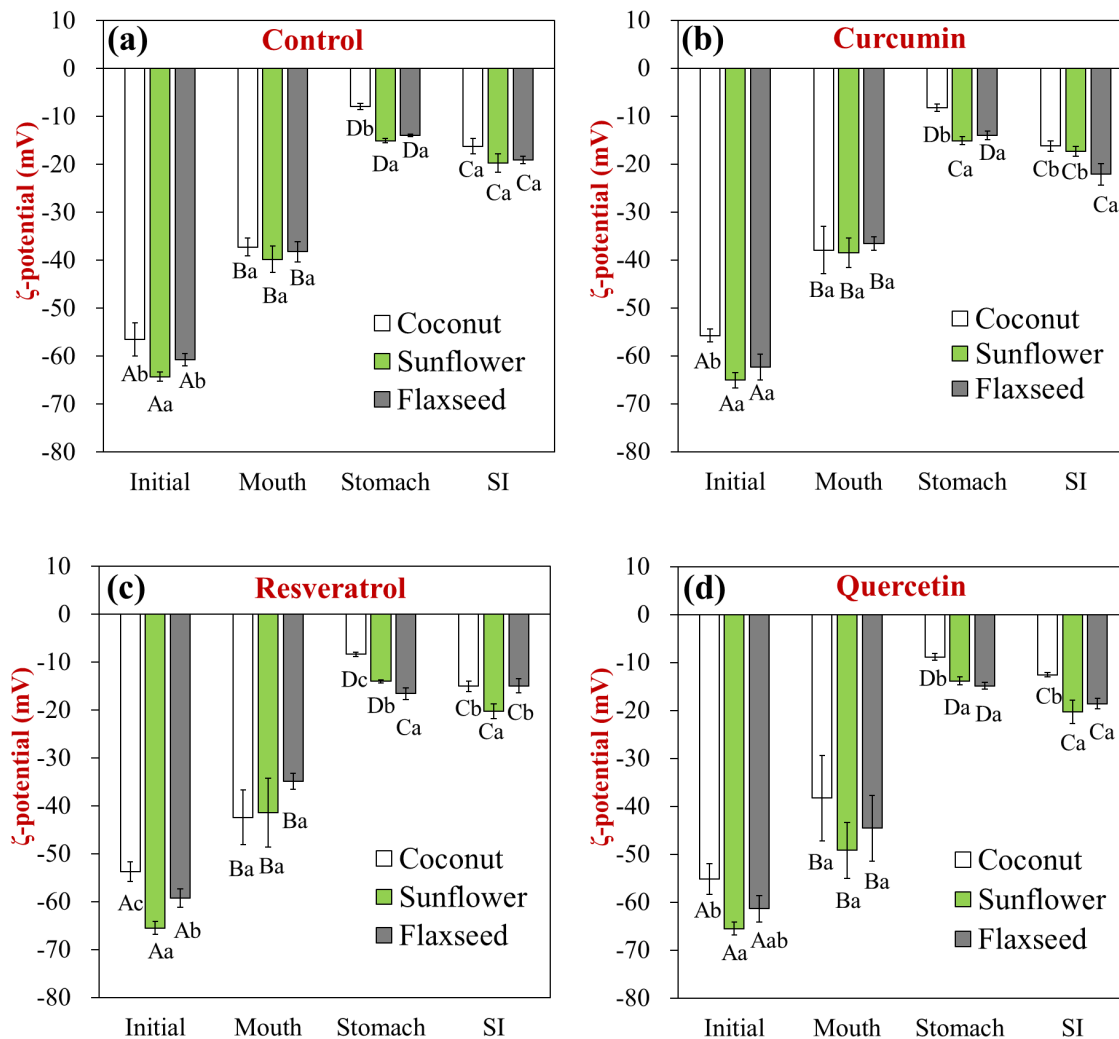 (a) Control
10
0
-10
-20
-30
-40
-50
-60
-70
-80
ζ-potential (mV)
Ab
Aa
Ab
Ba
Ba
Ba
Db
Da
Da
Ca
Ca
Ca
Coconut
Sunflower
Flaxseed
Initial Mouth Stomach SI
(b) Curcumin
10
0
-10
-20
-30
-40
-50
-60
-70
-80
ζ-potential (mV)
Ab
Aa
Aa
Ba
Ba
Ba
Db
Ca
Da
Cb
Cb
Ca
Coconut
Sunflower
Flaxseed
Initial Mouth Stomach SI
(c) Resveratrol
10
0
-10
-20
-30
-40
-50
-60
-70
-80
ζ-potential (mV)
Ac
Aa
Ab
Ba
Ba
Ba
Dc
Db
Ca
Cb
Ca
Cb
Coconut
Sunflower
Flaxseed
Initial Mouth Stomach SI
(d) Quercetin
10
0
-10
-20
-30
-40
-50
-60
-70
-80
ζ-potential (mV)
Ab
Aa
Aab
Ba
Ba
Ba
Db
Da
Da
Cb
Ca
Ca
Coconut
Sunflower
Flaxseed
Initial Mouth Stomach SI